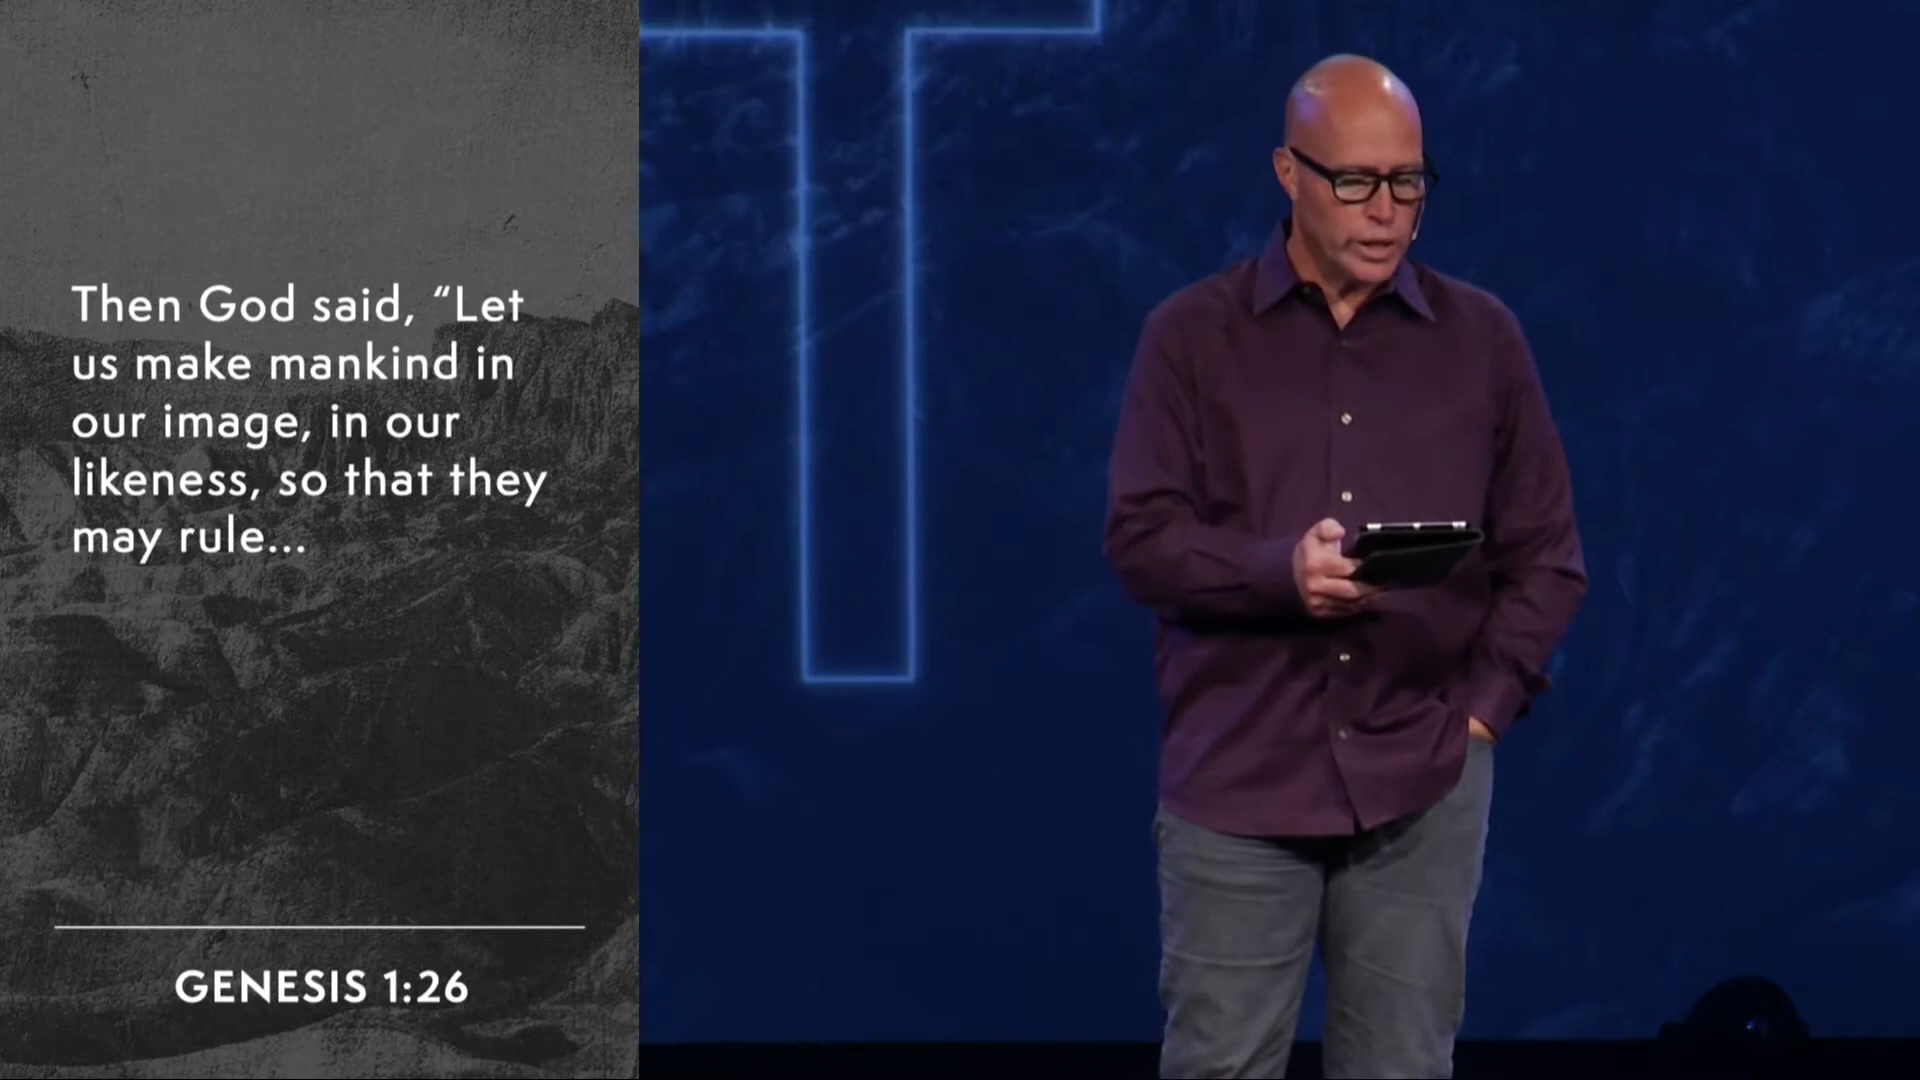 Then God said, “Let
us make mankind in
our image, in our
likeness, so that they
may rule...
GENESIS 1:26
T